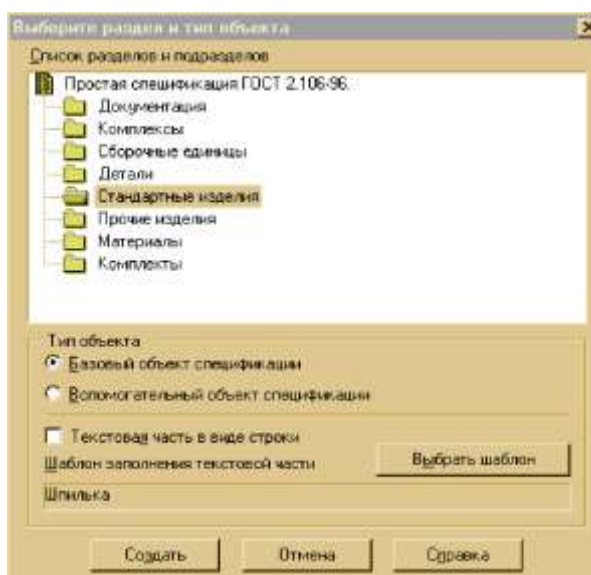 Выберите раздел и тип объекта
Список разделов и подразделов
Простая спецификация ГОСТ 2.106-96.
Документация
Комплексы
Сборочные единицы
Детали
Стандартные изделия
Прочие изделия
Материалы
Комплекты
Тип объекта
Базовый объект спецификации
Вспомогательный объект спецификации
Текстовая часть в виде строки
Шаблон заполнения текстовой части
Выбрать шаблон
Шпилька
Создать Отмена Справка